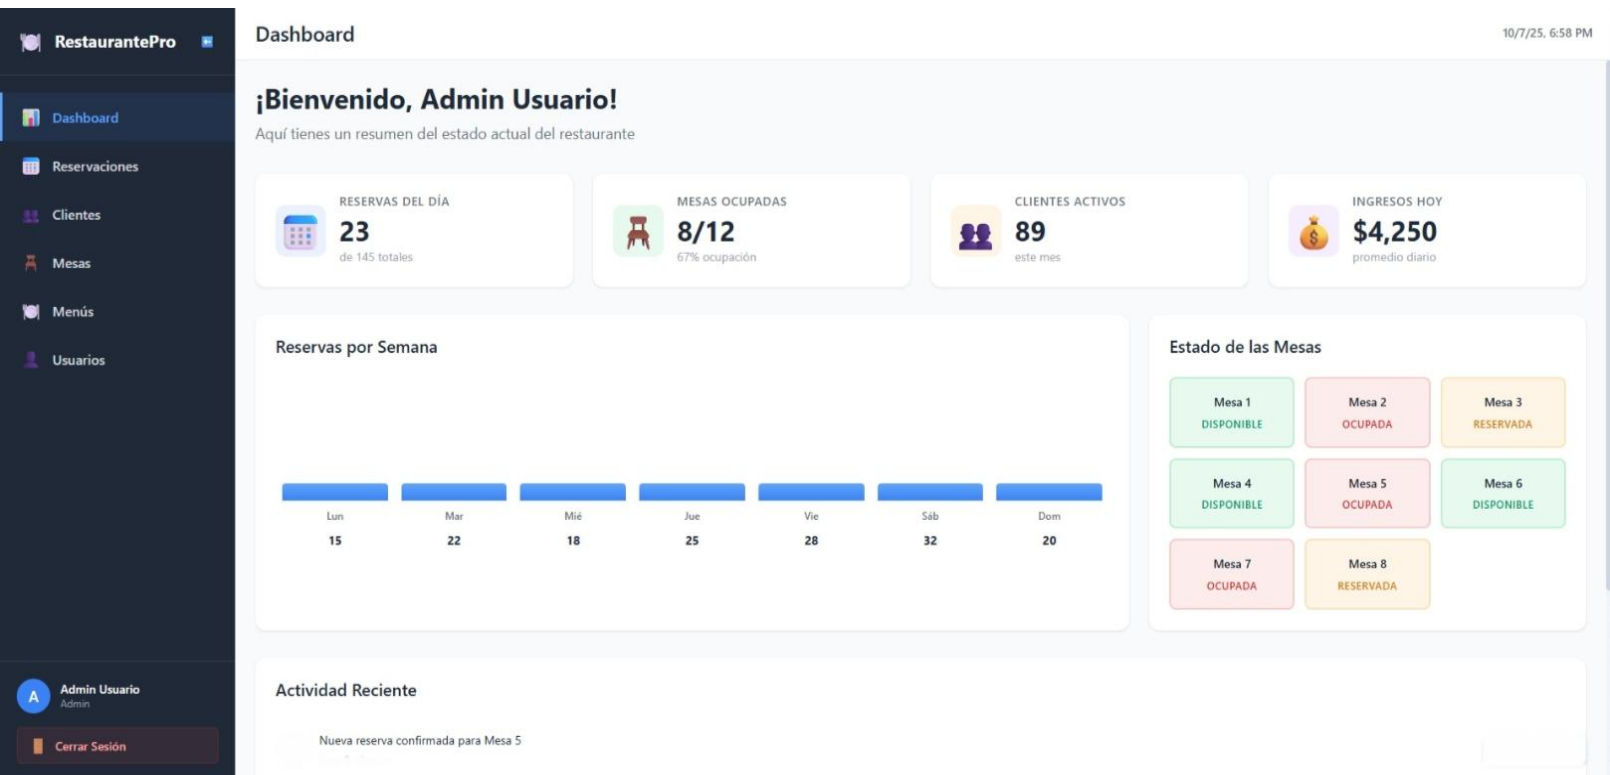 RestaurantePro
Dashboard
Reservaciones
Clientes
Mesas
Menús
Usuarios
A
Admin Usuario
Admin
Cerrar Sesión
Dashboard
10/7/25, 6:58 PM
¡Bienvenido, Admin Usuario!
Aquí tienes un resumen del estado actual del restaurante
RESERVAS DEL DÍA
23
de 145 totales
MESAS OCUPADAS
8/12
67% ocupación
CLIENTES ACTIVOS
89
este mes
INGRESOS HOY
$4,250
promedio diario
Reservas por Semana
Lun Mar Mié Jue Vie Sáb Dom
15 22 18 25 28 32 20
Estado de las Mesas
Mesa 1 Mesa 2 Mesa 3
DISPONIBLE OCUPADA RESERVADA
Mesa 4 Mesa 5 Mesa 6
DISPONIBLE OCUPADA DISPONIBLE
Mesa 7 Mesa 8
OCUPADA RESERVADA
Actividad Reciente
Nueva reserva confirmada para Mesa 5